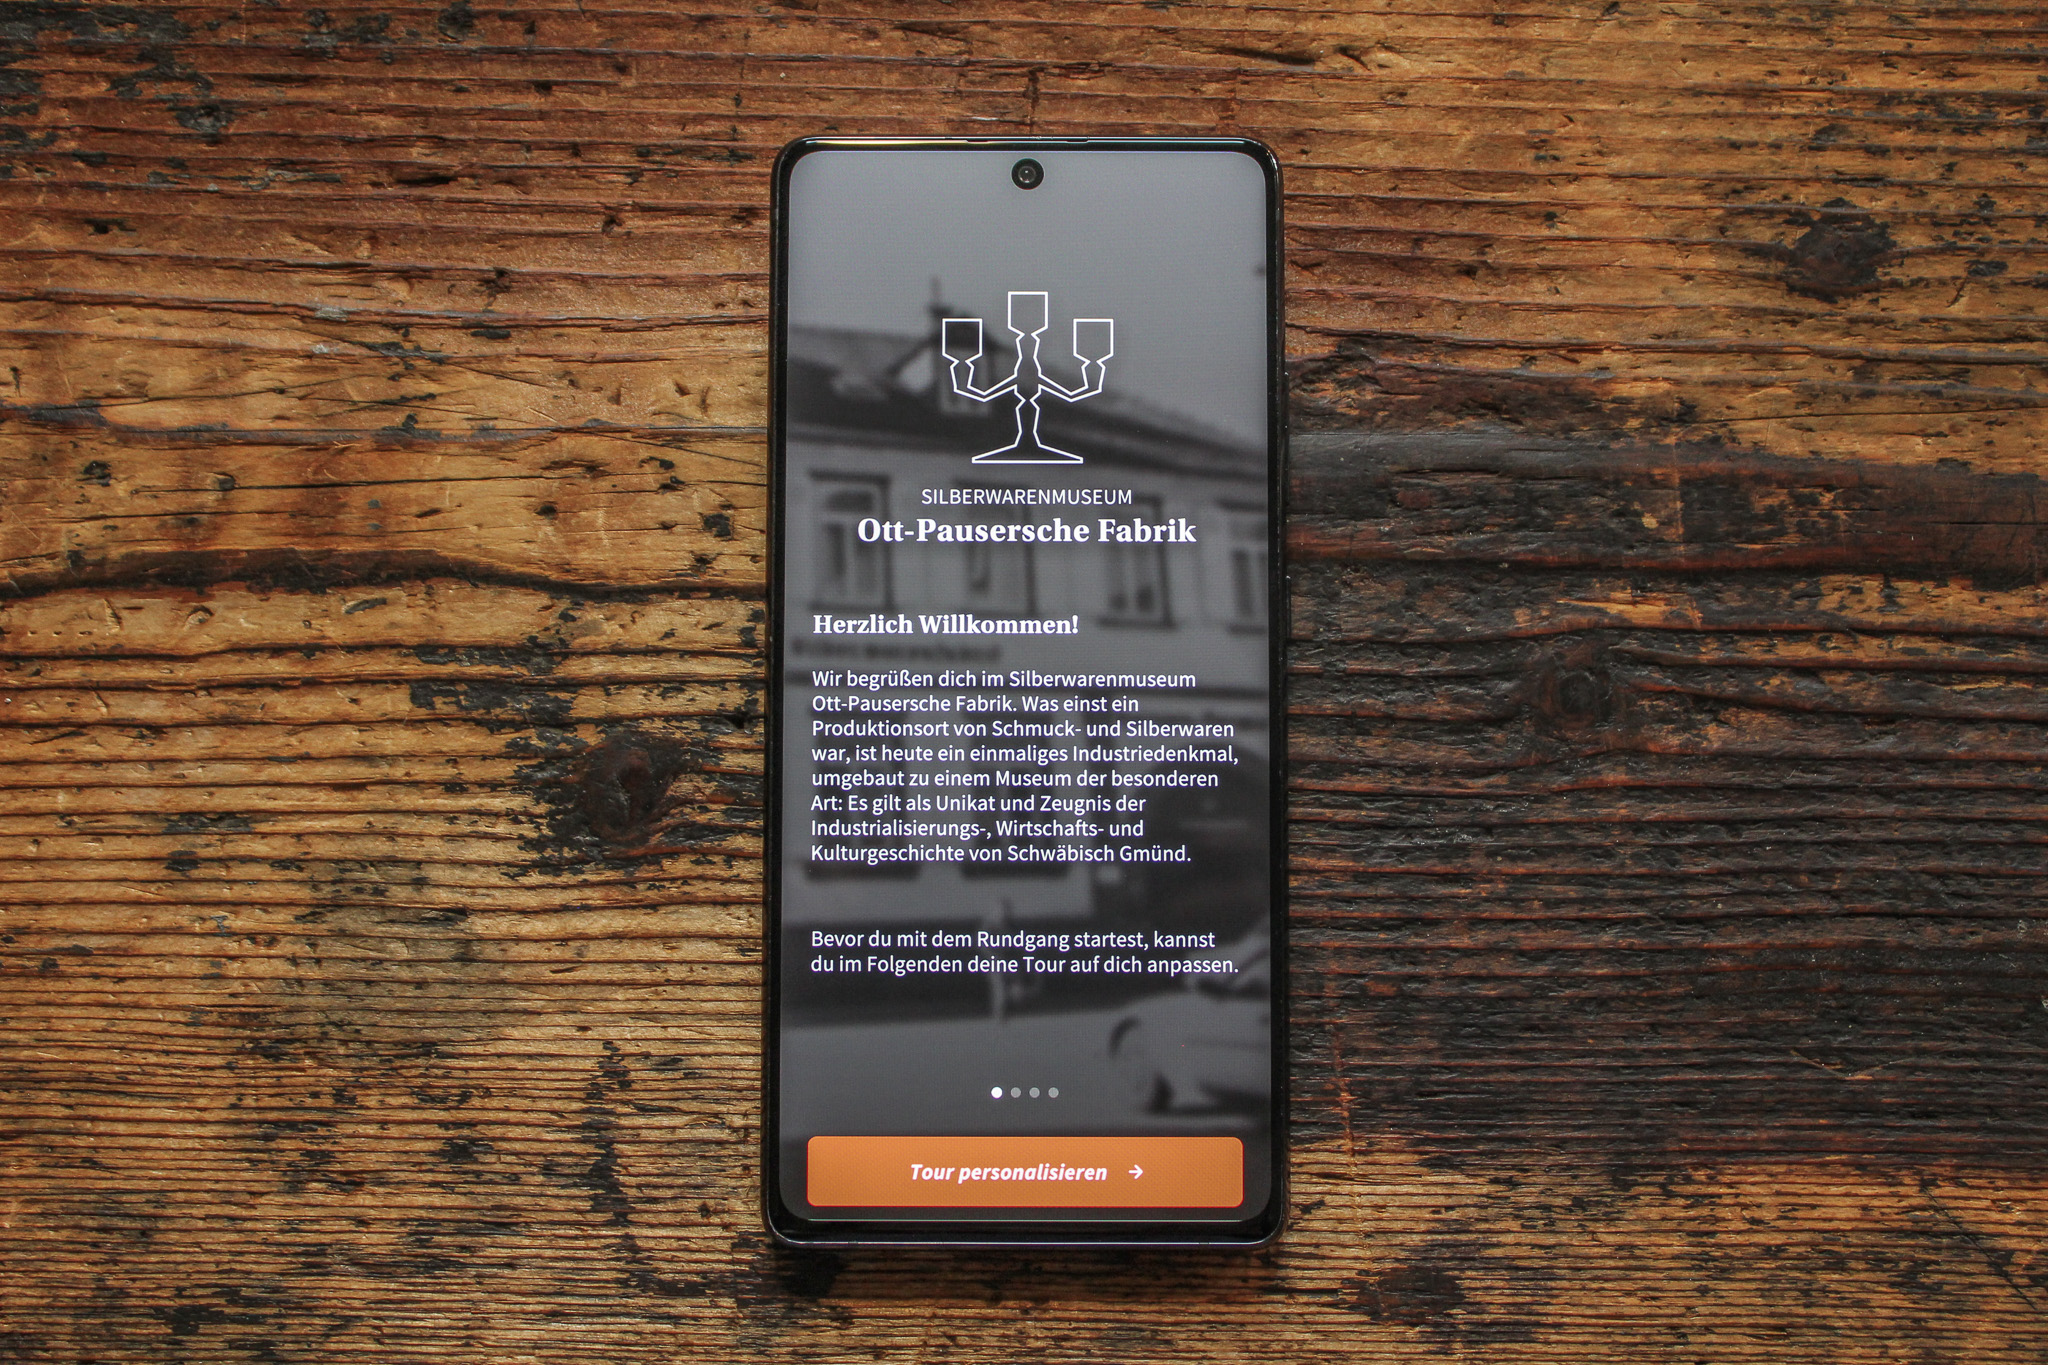 SILBERWARENMUSEUM
Ott-Pausersche Fabrik
Herzlich Willkommen!
Wir begrüßen dich im Silberwarenmuseum
Ott-Pausersche Fabrik. Was einst ein
Produktionsort von Schmuck- und Silberwaren
war, ist heute ein einmaliges Industriedenkmal,
umgebaut zu einem Museum der besonderen
Art: Es gilt als Unikat und Zeugnis der
Industrialisierungs-, Wirtschafts- und
Kulturgeschichte von Schwäbisch Gmünd.
Bevor du mit dem Rundgang startest, kannst
du im Folgenden deine Tour auf dich anpassen.
Tour personalisieren →